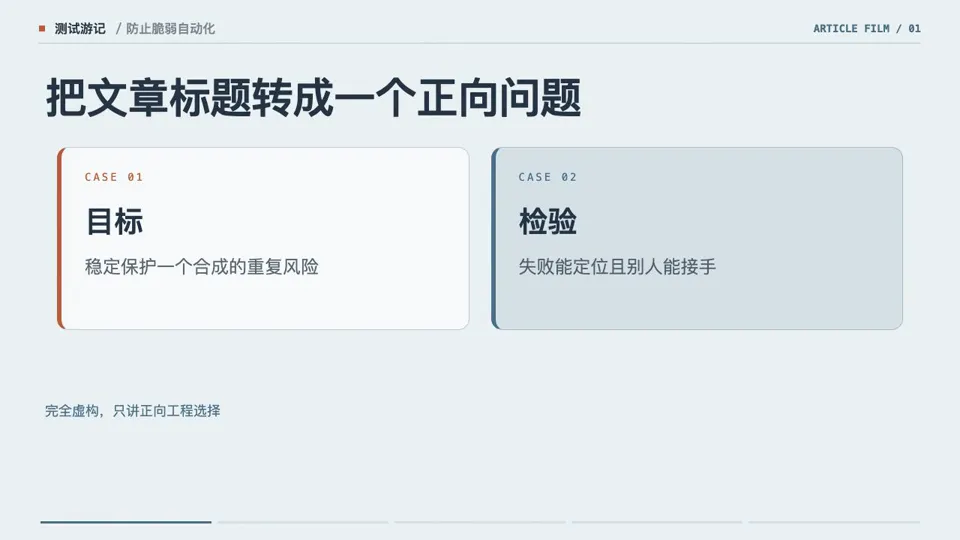 测试游记 / 防止脆弱自动化
ARTICLE FILM / 01
把文章标题转成一个正向问题
CASE 01
目标
稳定保护一个合成的重复风险
CASE 02
检验
失败能定位且别人能接手
完全虚构，只讲正向工程选择